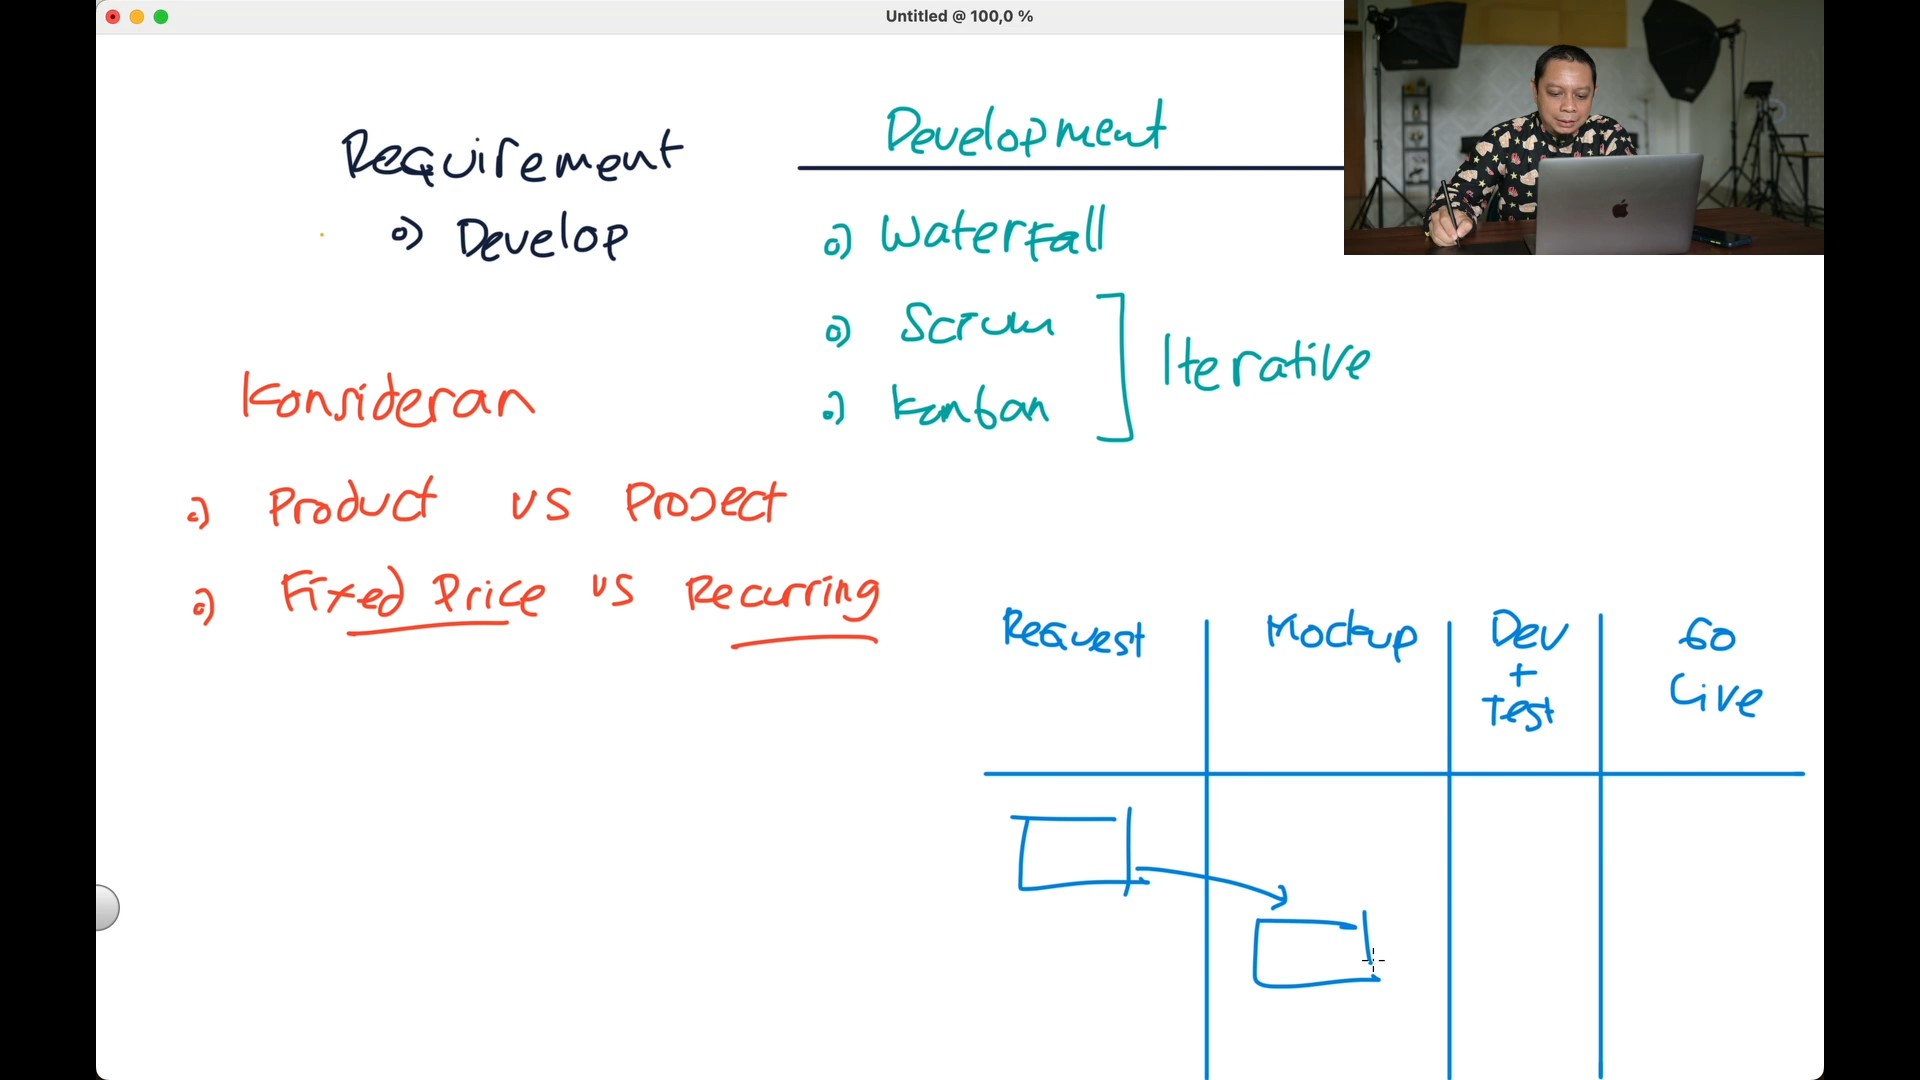 Untitled @ 100,0 %
Requirement
o) Develop
Development
o) Waterfall
o) Scrum
o) Kanban
Iterative
Konsideran
o) Product vs Project
o) Fixed Price vs Recurring
Request
Mockup
Dev
+
Test
Go
Live